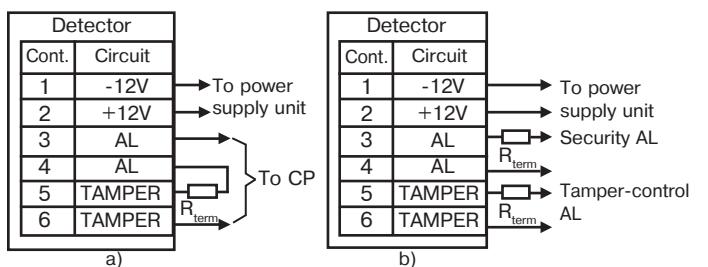 Detector
Cont. Circuit
1 -12V
2 +12V
3 AL
4 AL
5 TAMPER
6 TAMPER
To power
supply unit
To CP
Rterm
a)
Detector
Cont. Circuit
1 -12V
2 +12V
3 AL
4 AL
5 TAMPER
6 TAMPER
To power
supply unit
Security AL
Rterm
Tamper-control
AL
Rterm
b)